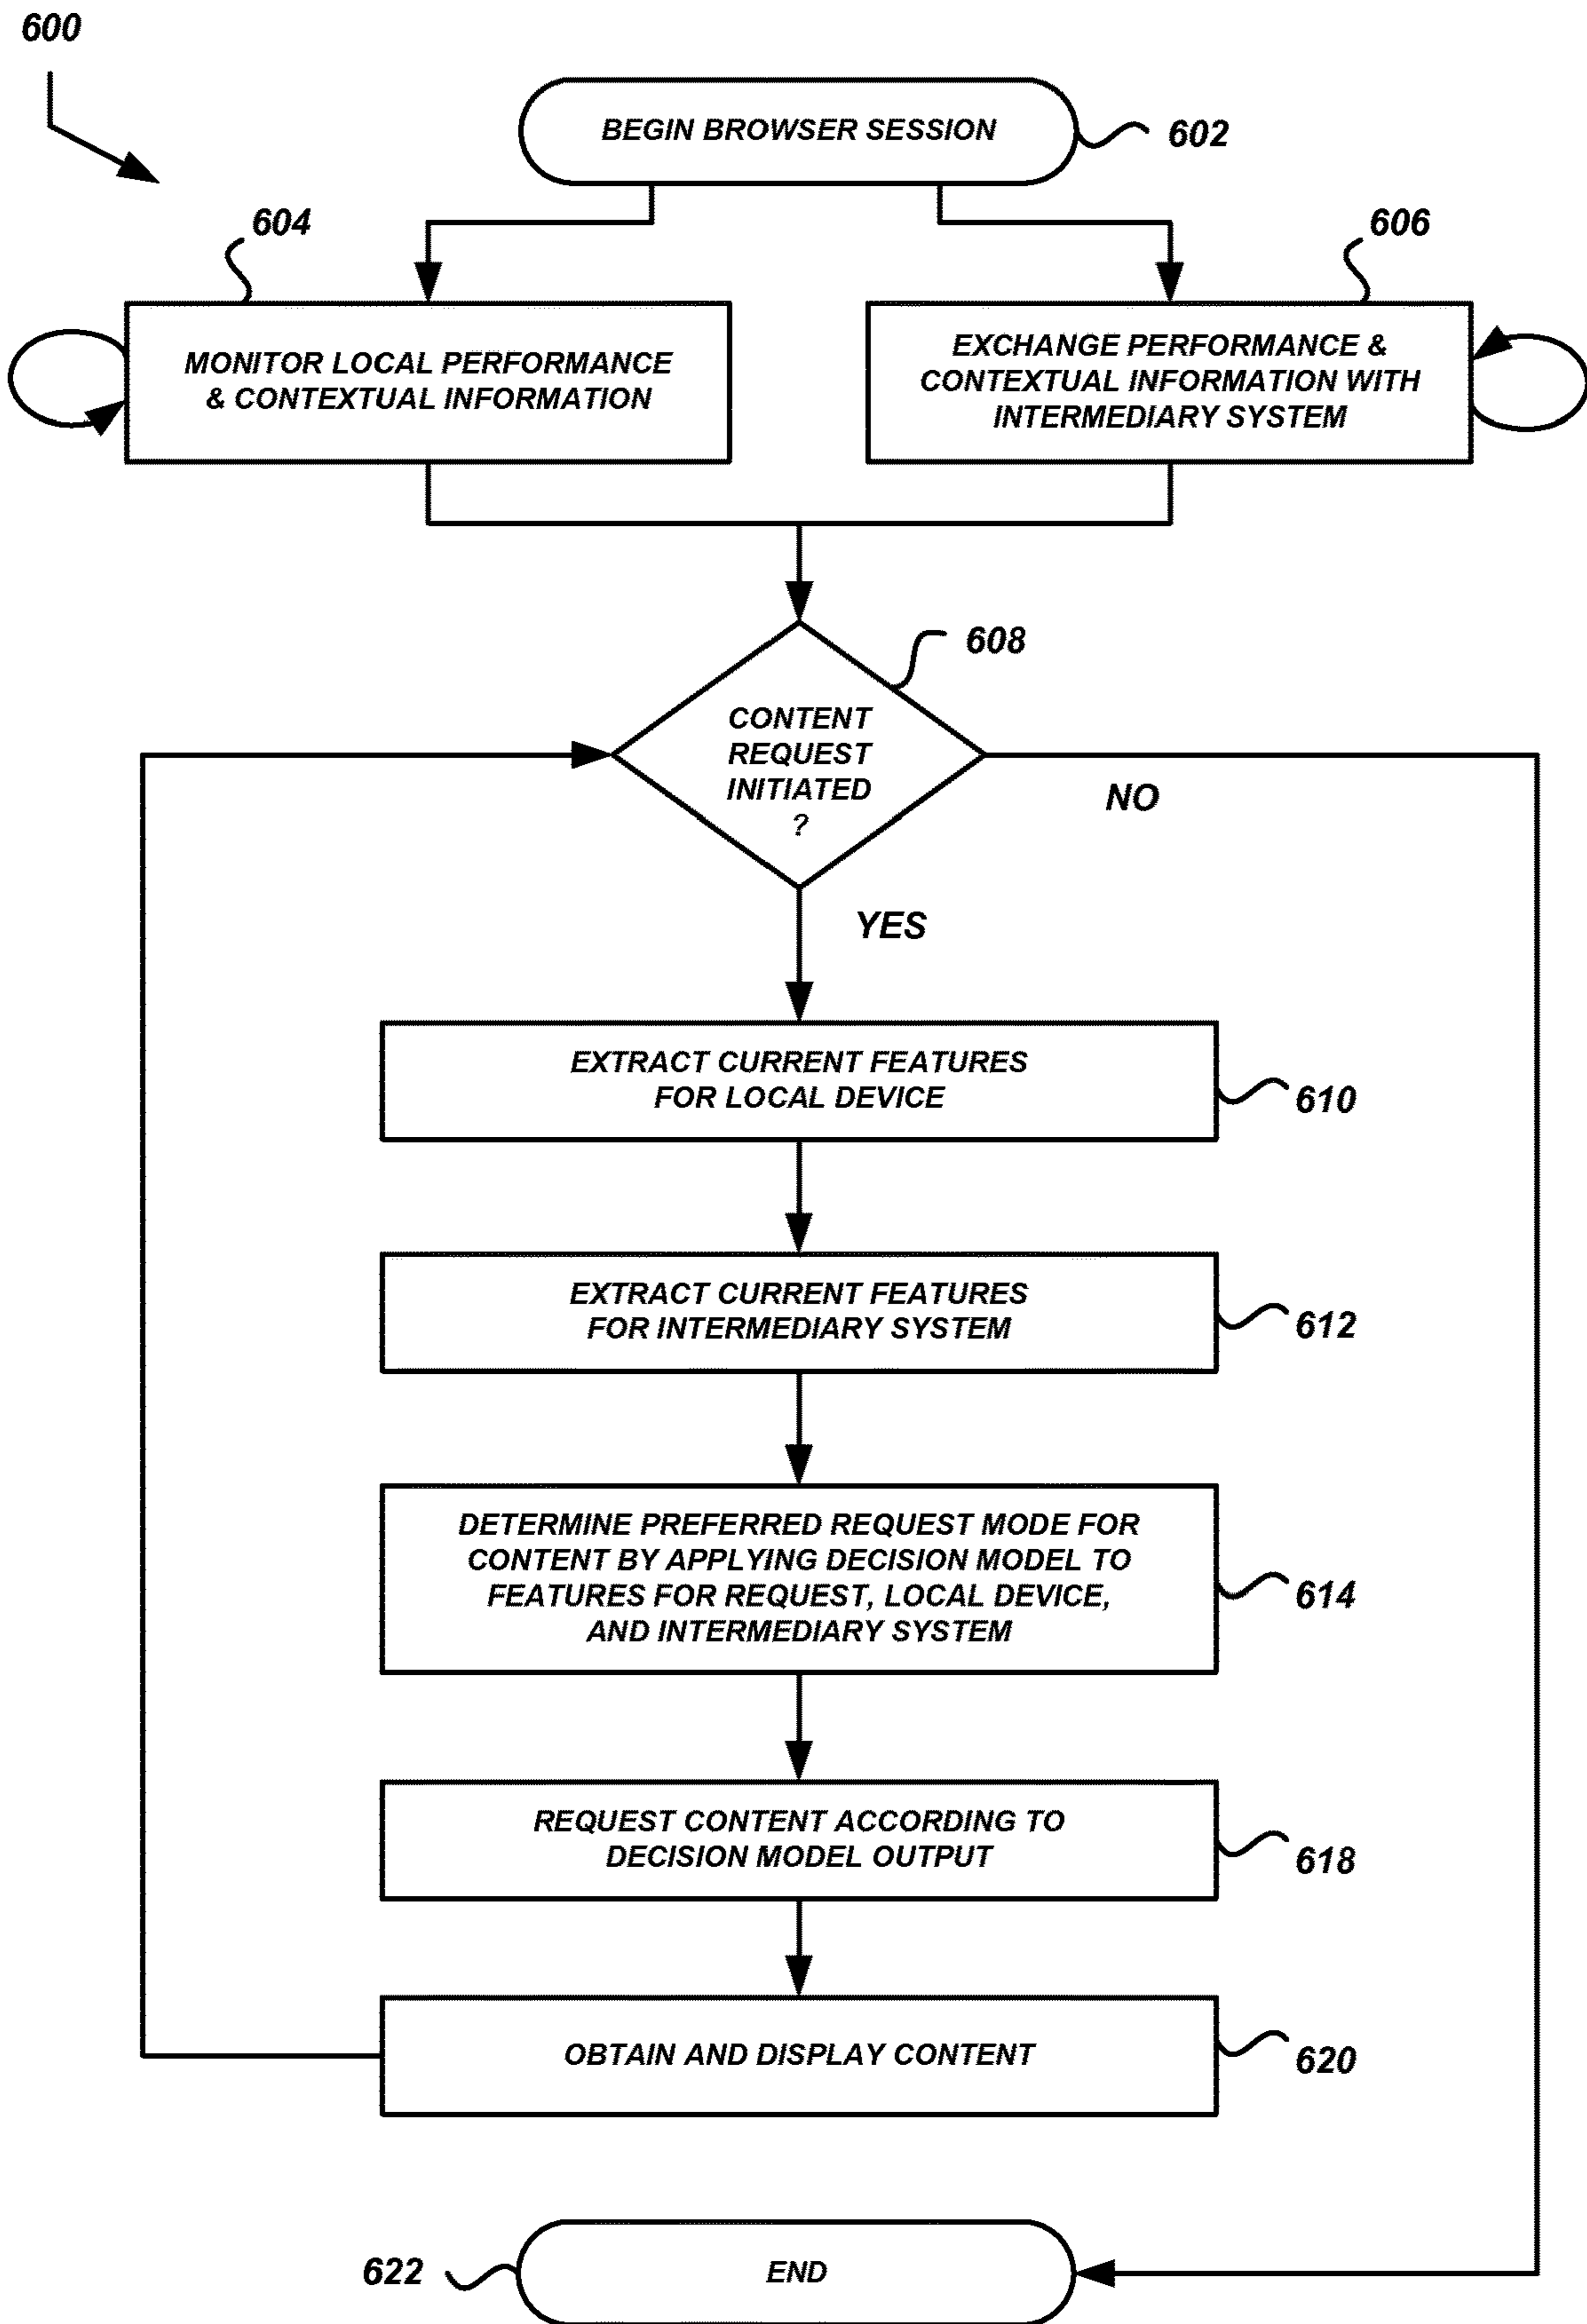 600
BEGIN BROWSER SESSION
602
604
606
MONITOR LOCAL PERFORMANCE
& CONTEXTUAL INFORMATION
EXCHANGE PERFORMANCE &
CONTEXTUAL INFORMATION WITH
INTERMEDIARY SYSTEM
608
CONTENT
REQUEST
INITIATED
?
NO
YES
EXTRACT CURRENT FEATURES
FOR LOCAL DEVICE
610
EXTRACT CURRENT FEATURES
FOR INTERMEDIARY SYSTEM
612
DETERMINE PREFERRED REQUEST MODE FOR
CONTENT BY APPLYING DECISION MODEL TO
FEATURES FOR REQUEST, LOCAL DEVICE,
AND INTERMEDIARY SYSTEM
614
REQUEST CONTENT ACCORDING TO
DECISION MODEL OUTPUT
618
OBTAIN AND DISPLAY CONTENT
620
622
END